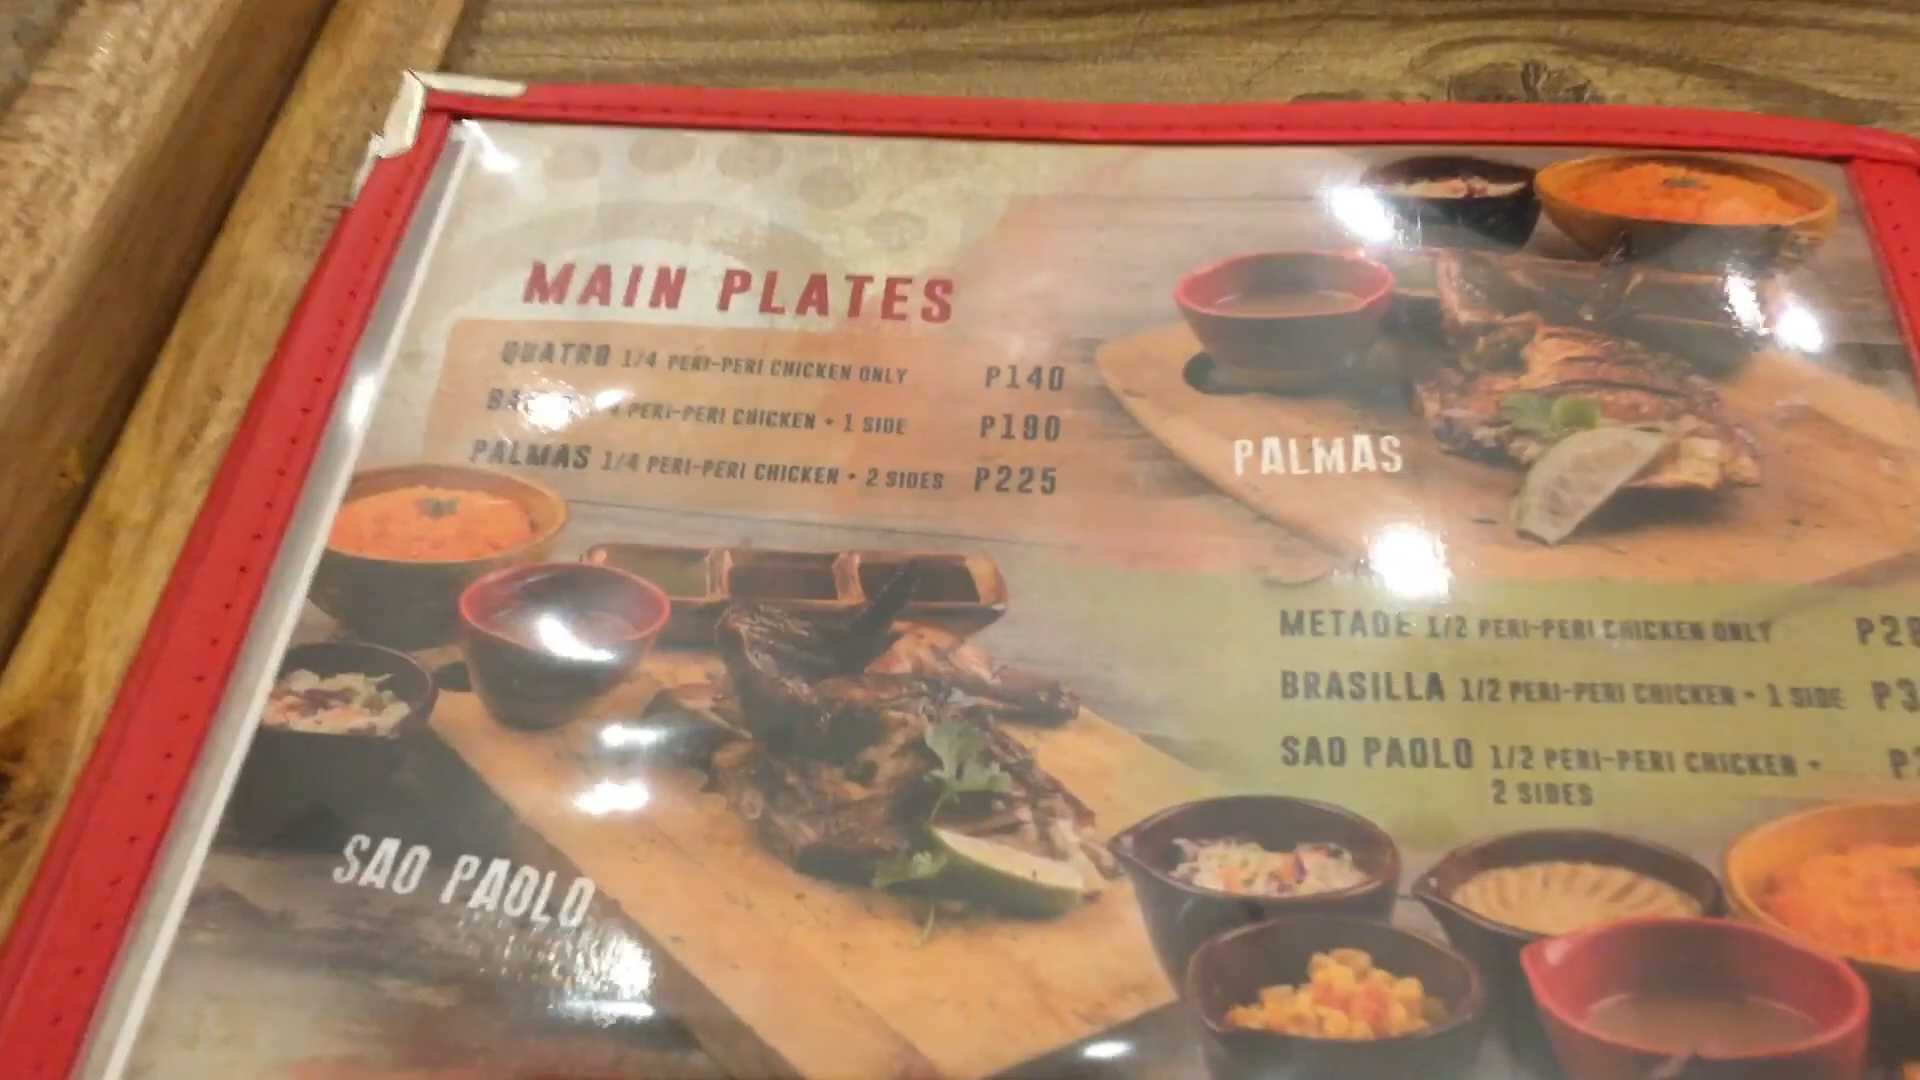 MAIN PLATES
QUATRO 1/4 PERI-PERI CHICKEN ONLY P140
PERI-PERI CHICKEN + 1 SIDE P190
PALMAS 1/4 PERI-PERI CHICKEN + 2 SIDES P225
PALMAS
METADE 1/2 PERI-PERI CHICKEN ONLY
BRASILLA 1/2 PERI-PERI CHICKEN + 1 SIDE
SAO PAOLO 1/2 PERI-PERI CHICKEN +
2 SIDES
SAO PAOLO